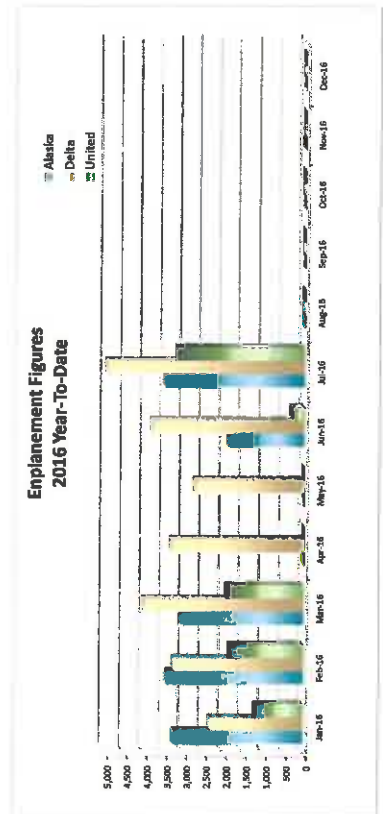 Enplanement Figures
2016 Year-To-Date
Alaska
Delta
United
5,000
4,500
4,000
3,500
3,000
2,500
2,000
1,500
1,000
500
0
Jan-16
Feb-16
Mar-16
Apr-16
May-16
Jun-16
Jul-16
Aug-16
Sep-16
Oct-16
Nov-16
Dec-16